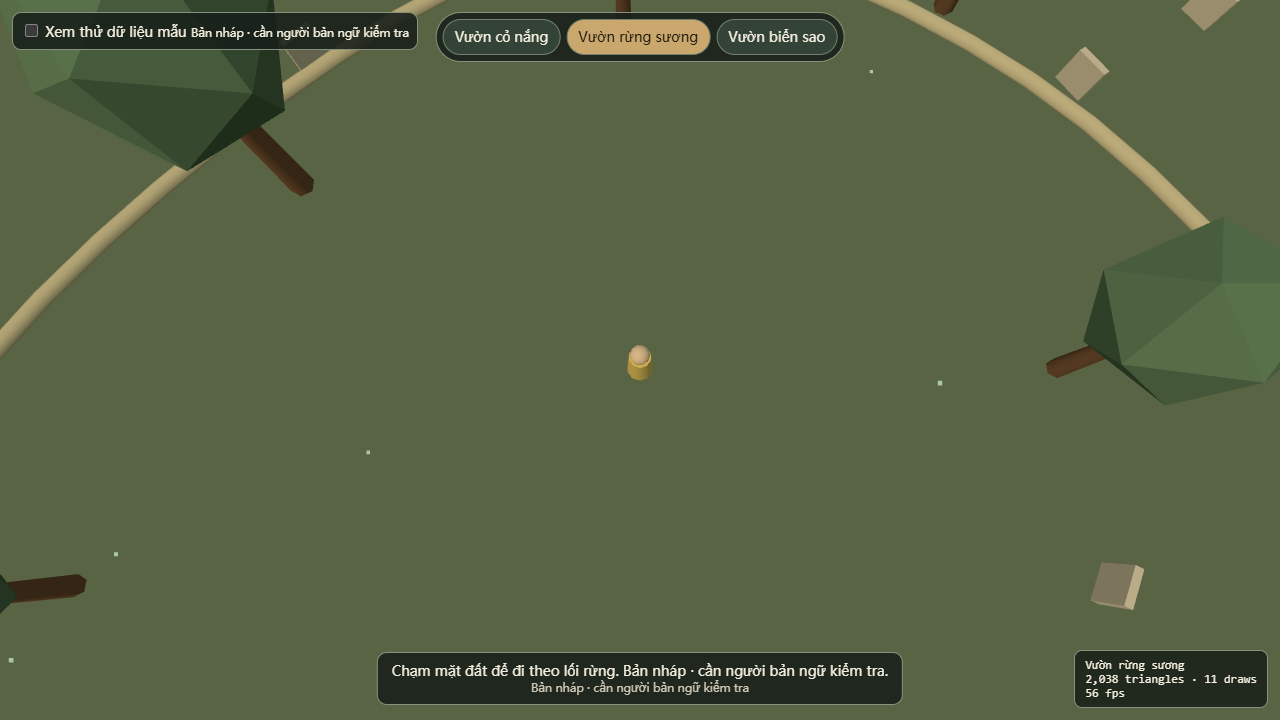 Xem thử dữ liệu mẫu Bản nháp · cần người bản ngữ kiểm tra
Vườn cỏ nắng
Vườn rừng sương
Vườn biển sao
Chạm mặt đất để đi theo lối rừng. Bản nháp · cần người bản ngữ kiểm tra.
Bản nháp · cần người bản ngữ kiểm tra
Vườn rừng sương
2,038 triangles · 11 draws
56 fps